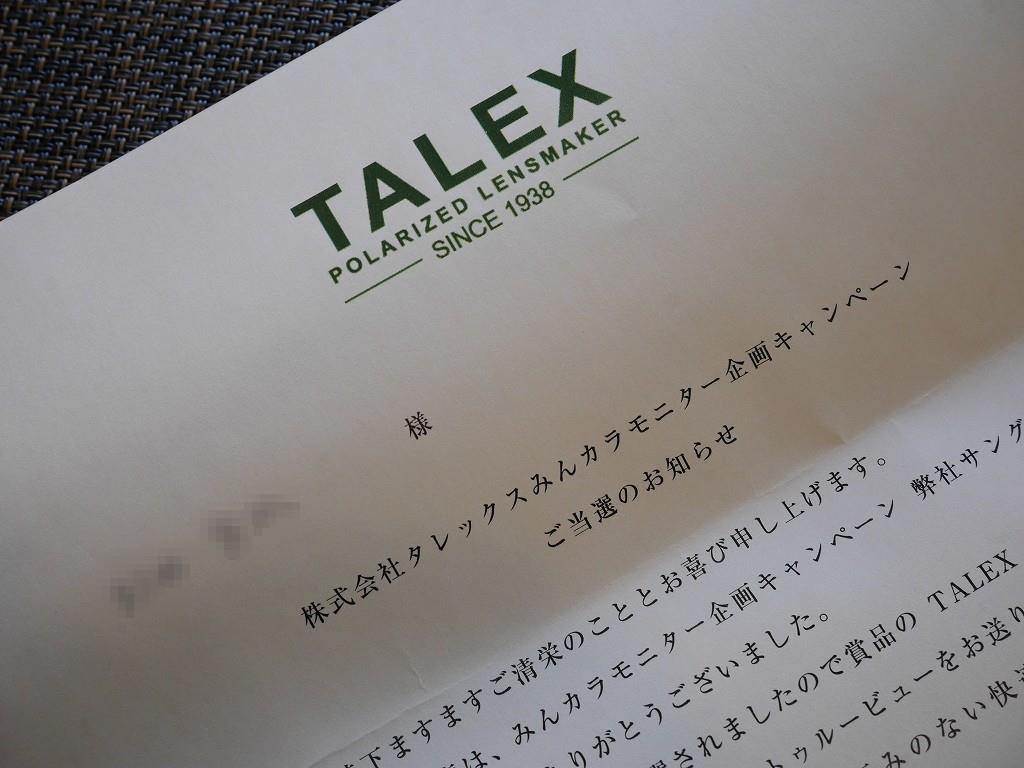 TALEX
POLARIZED LENSMAKER
SINCE 1938
様
株式会社タレックスみんカラモニター企画キャンペーン
ご当選のお知らせ
下ますますご清栄のこととお喜び申し上げます。
は、みんカラモニター企画キャンペーン 弊社サング
りがとうございました。
されましたので賞品の TALEX
トゥルービューをお送り
みのない快